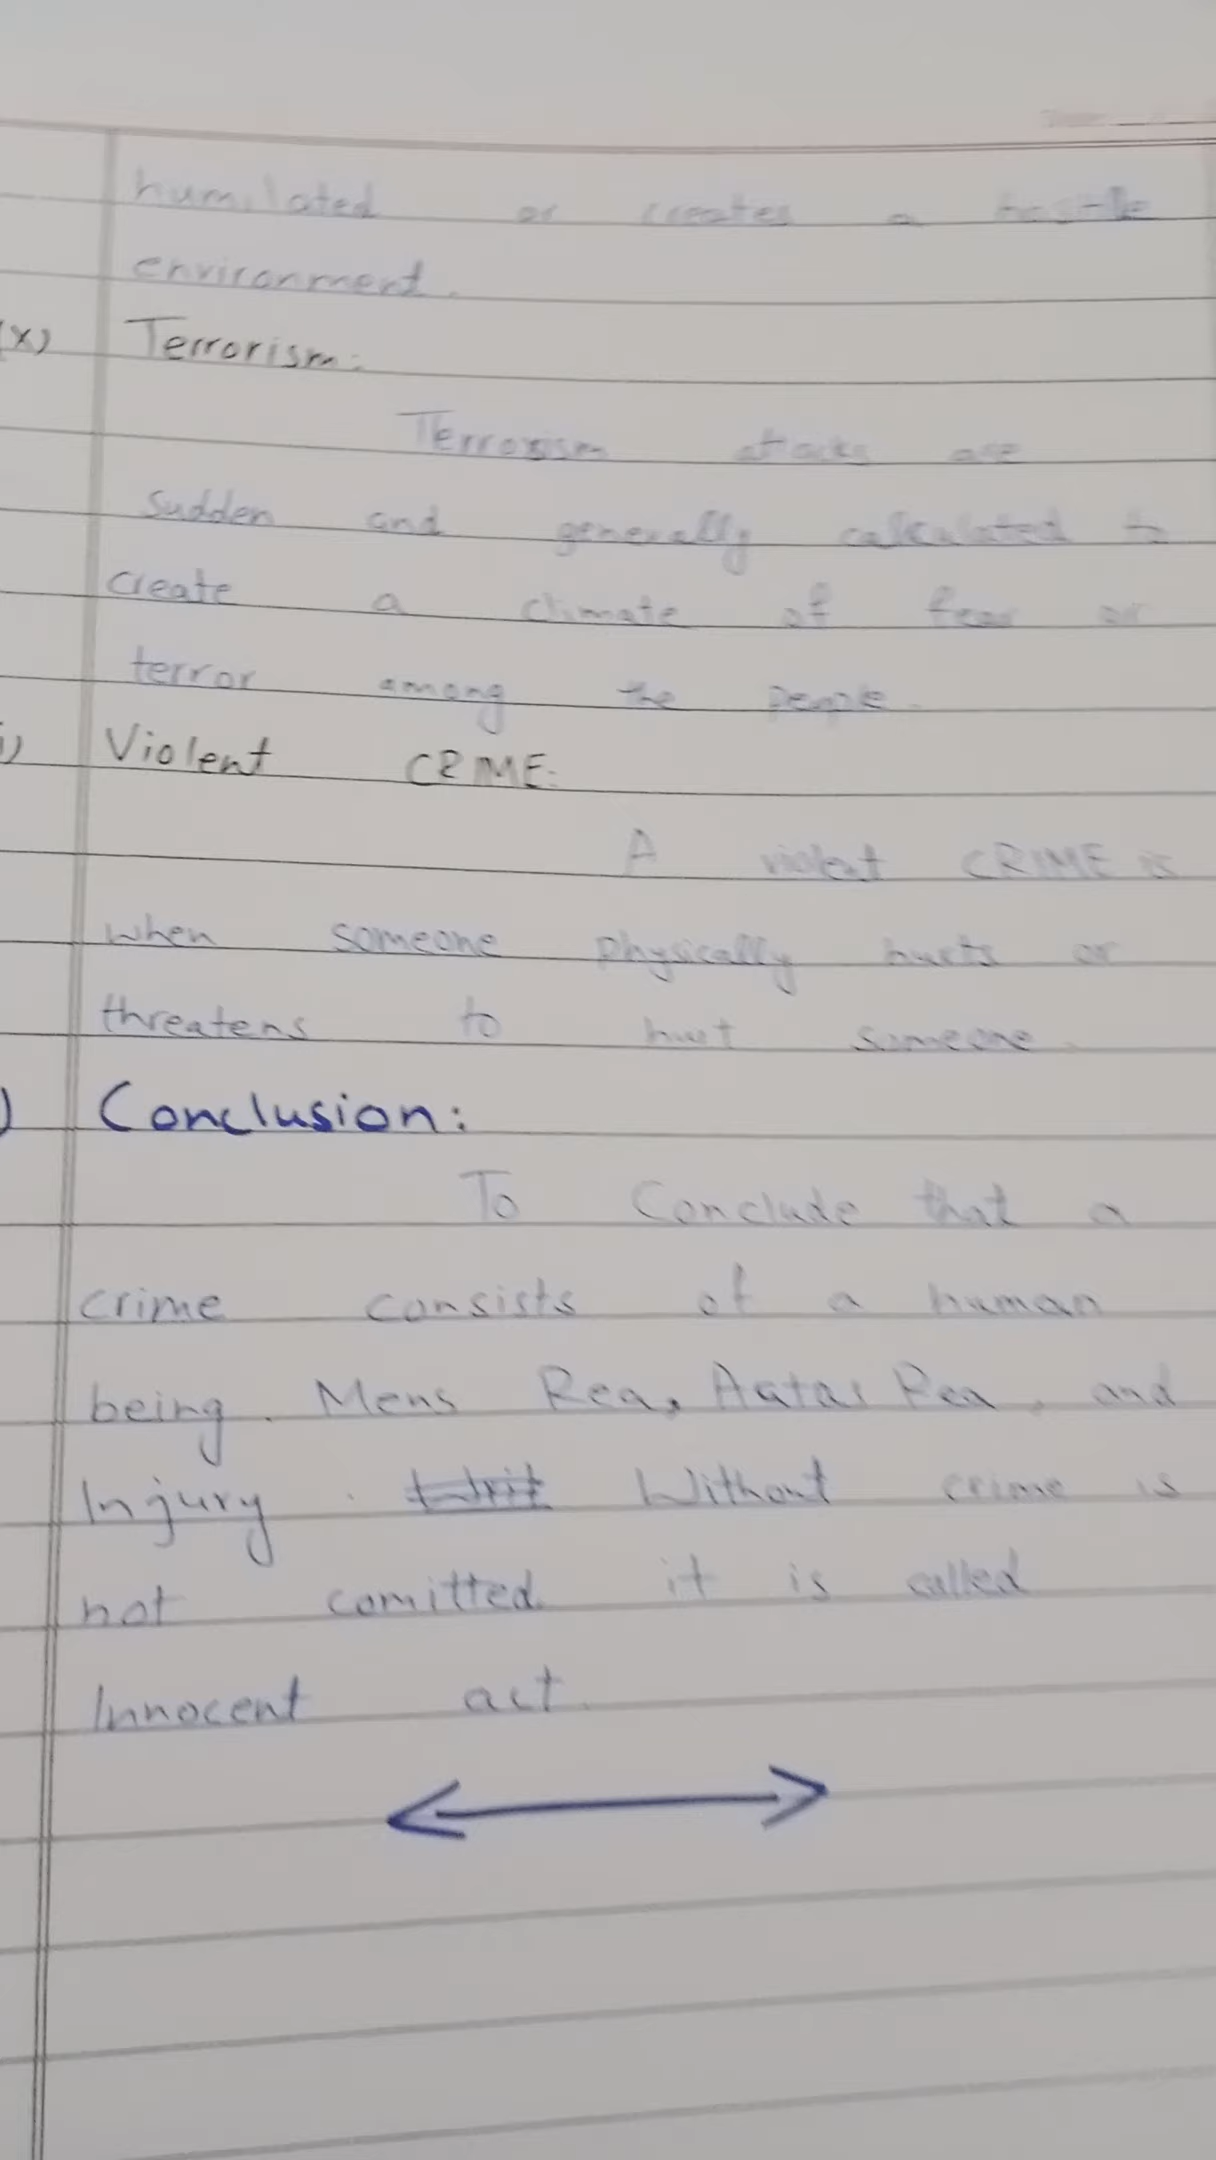 humilated or creates a hostile
environment.
(x) Terrorism:
Terrorism attacks are
sudden and generally calculated to
create a climate of fear or
terror among the people.
i) Violent CRIME:
A violent CRIME is
when someone physically hurts or
threatens to hurt someone.
) Conclusion:
To Conclude that a
crime consists of a human
being. Mens Rea, Aatas Rea, and
Injury. Without crime is
not comitted it is called
Innocent act.